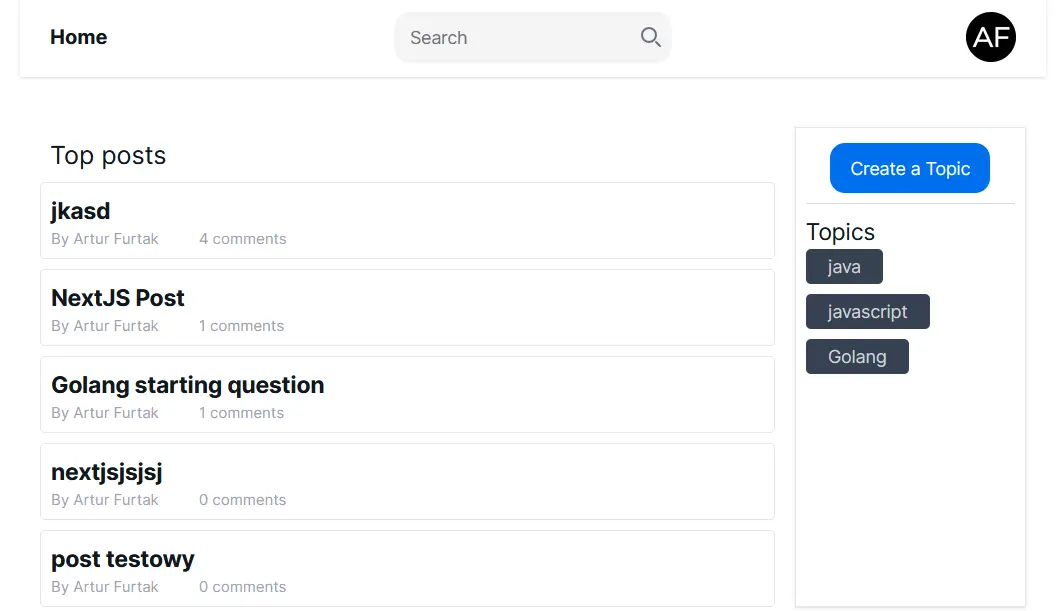 Home
Search
AF
Top posts
jkasd
By Artur Furtak 4 comments
NextJS Post
By Artur Furtak 1 comments
Golang starting question
By Artur Furtak 1 comments
nextjsjsjsj
By Artur Furtak 0 comments
post testowy
By Artur Furtak 0 comments
Create a Topic
Topics
java
javascript
Golang